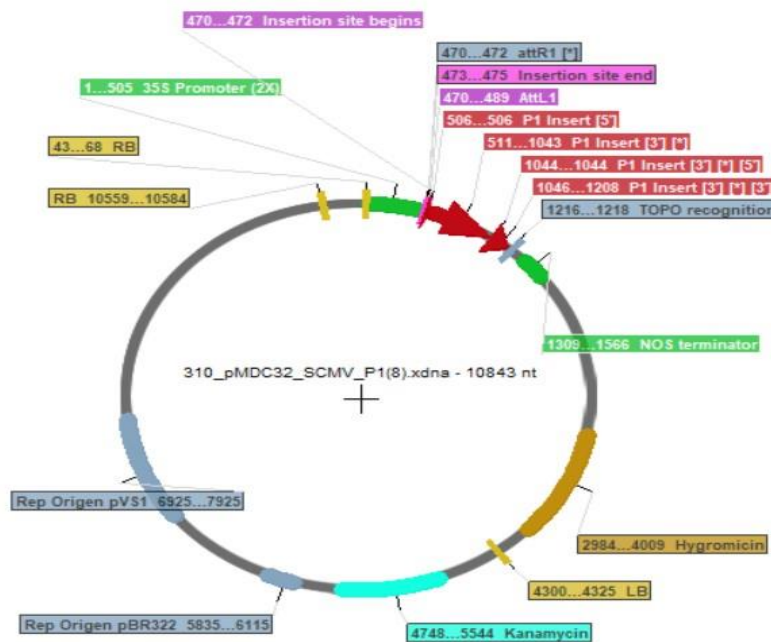 470...472 Insertion site begins
470...472 attR1 [*]
473...475 Insertion site end
1...505 35S Promoter (2X)
470...489 AttL1
506...506 P1 Insert [5']
43...68 RB
511...1043 P1 Insert [3'] [*]
1044...1044 P1 Insert [3'] [*] [5']
RB 10559...10584
1046...1208 P1 Insert [3'] [*] [3']
1216...1218 TOPO recognition
1309...1566 NOS terminator
310_pMDC32_SCMV_P1(8).xdna - 10843 nt
Rep Origen pVS1 6925...7925
2984...4009 Hygromicin
4300...4325 LB
Rep Origen pBR322 5835...6115
4748...5544 Kanamycin